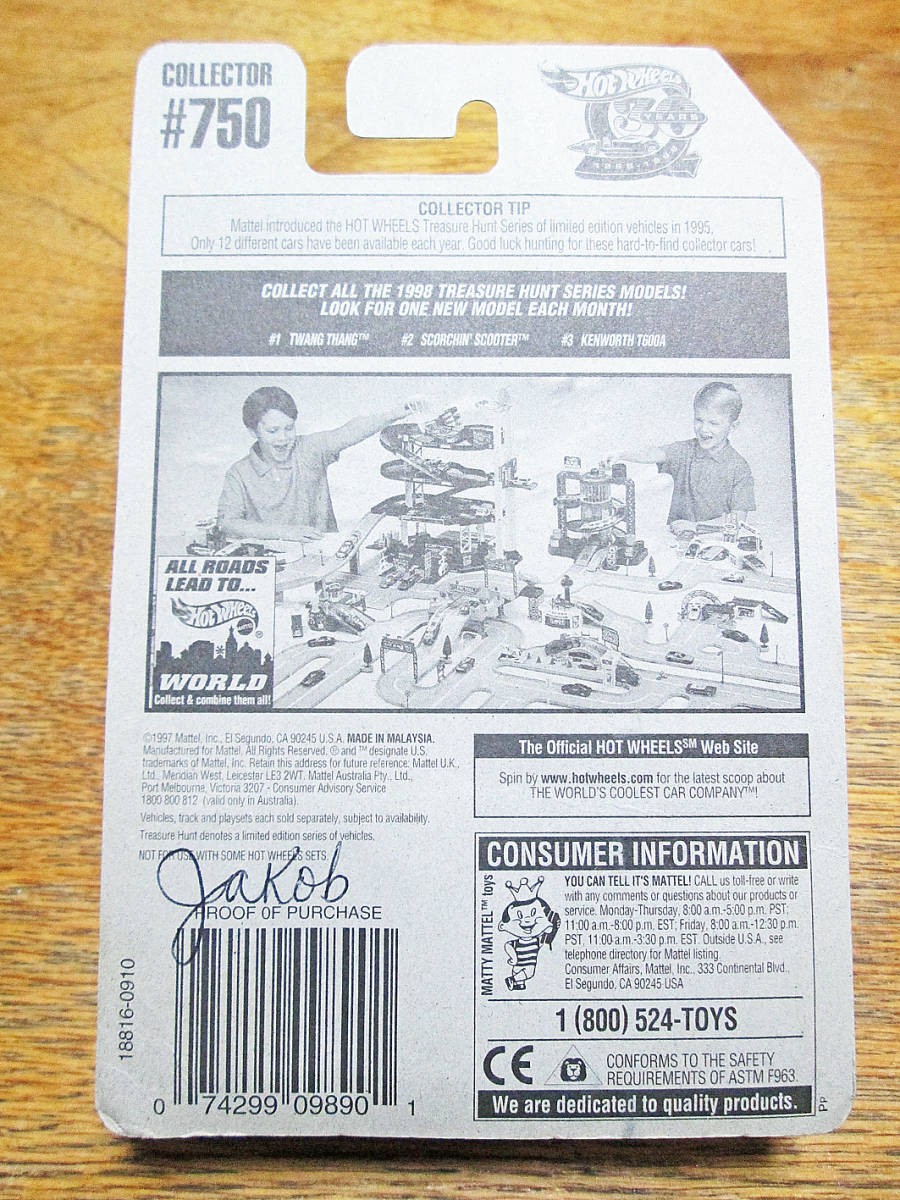 COLLECTOR
#750
HOT WHEELS
30
YEARS
1968-1998
COLLECTOR TIP
Mattel introduced the HOT WHEELS Treasure Hunt Series of limited edition vehicles in 1995.
Only 12 different cars have been available each year. Good luck hunting for these hard-to-find collector cars!
COLLECT ALL THE 1998 TREASURE HUNT SERIES MODELS!
LOOK FOR ONE NEW MODEL EACH MONTH!
#1 TWANG THANG™ #2 SCORCHIN' SCOOTER™ #3 KENWORTH T600A
ALL ROADS
LEAD TO...
HOT WHEELS
®
WORLD
Collect & combine them all!
©1997 Mattel, Inc., El Segundo, CA 90245 U.S.A. MADE IN MALAYSIA.
Manufactured for Mattel. All Rights Reserved. ® and ™ designate U.S.
trademarks of Mattel, Inc. Retain this address for future reference: Mattel U.K.,
Ltd., Meridian West, Leicester LE3 2WT. Mattel Australia Pty., Ltd.,
Port Melbourne, Victoria 3207 - Consumer Advisory Service
1800 800 812 (valid only in Australia).
Vehicles, track and playsets each sold separately, subject to availability.
Treasure Hunt denotes a limited edition series of vehicles.
NOT FOR USE WITH SOME HOT WHEELS SETS.
Jakob
PROOF OF PURCHASE
18816-0910
0 74299 09890 1
The Official HOT WHEELS℠ Web Site
Spin by www.hotwheels.com for the latest scoop about
THE WORLD'S COOLEST CAR COMPANY™!
CONSUMER INFORMATION
MATTY MATTEL™ toys
YOU CAN TELL IT'S MATTEL! CALL us toll-free or write
with any comments or questions about our products or
service. Monday-Thursday, 8:00 a.m.-5:00 p.m. PST;
11:00 a.m.-8:00 p.m. EST; Friday, 8:00 a.m.-12:30 p.m.
PST, 11:00 a.m.-3:30 p.m. EST. Outside U.S.A., see
telephone directory for Mattel listing.
Consumer Affairs, Mattel, Inc., 333 Continental Blvd.,
El Segundo, CA 90245 USA
1 (800) 524-TOYS
CE
CONFORMS TO THE SAFETY
REQUIREMENTS OF ASTM F963.
We are dedicated to quality products.
PP